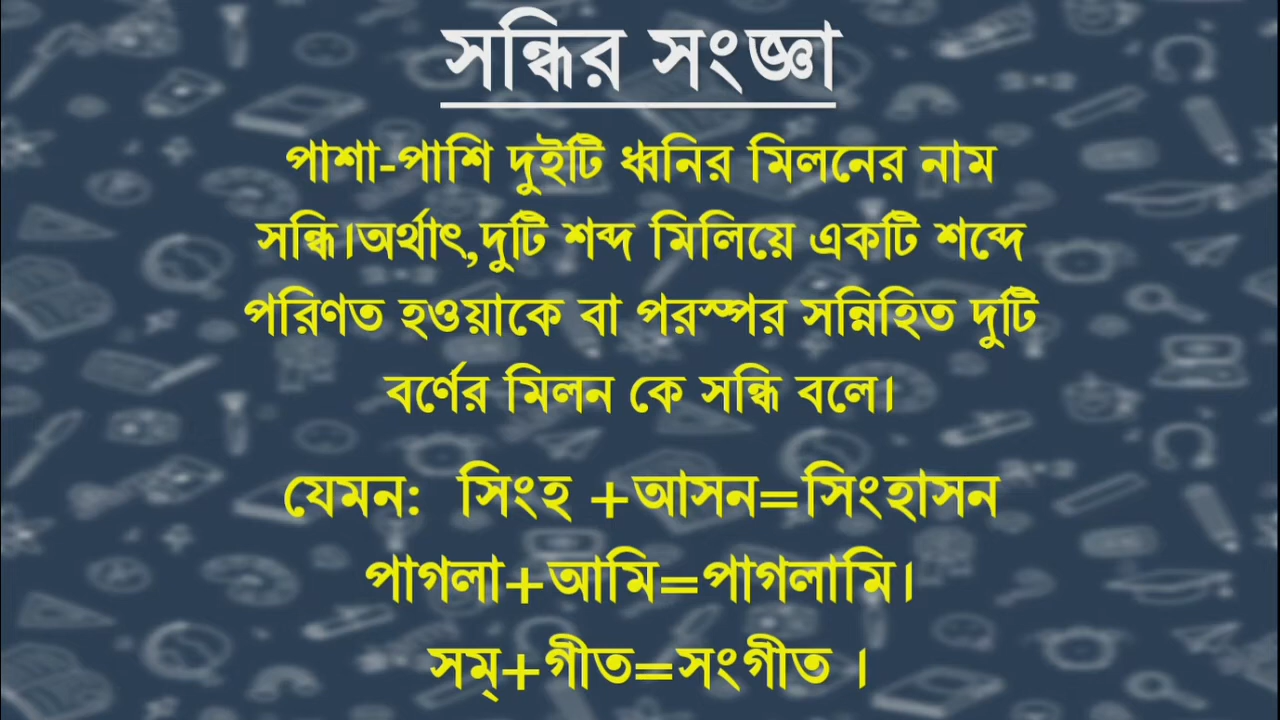 সন্ধির সংজ্ঞা
পাশা-পাশি দুইটি ধ্বনির মিলনের নাম
সন্ধি।অর্থাৎ,দুটি শব্দ মিলিয়ে একটি শব্দে
পরিণত হওয়াকে বা পরস্পর সন্নিহিত দুটি
বর্ণের মিলন কে সন্ধি বলে।
যেমন: সিংহ +আসন=সিংহাসন
পাগলা+আমি=পাগলামি।
সম্+গীত=সংগীত ।